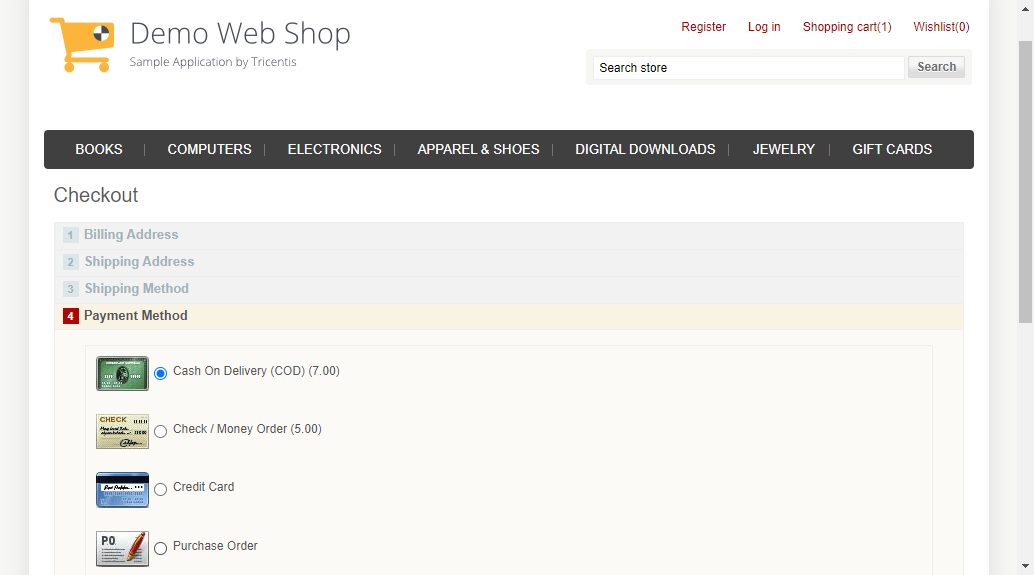 Demo Web Shop
Sample Application by Tricentis
Register Log in Shopping cart(1) Wishlist(0)
Search store Search
BOOKS COMPUTERS ELECTRONICS APPAREL & SHOES DIGITAL DOWNLOADS JEWELRY GIFT CARDS
Checkout
1 Billing Address
2 Shipping Address
3 Shipping Method
4 Payment Method
Cash On Delivery (COD) (7.00)
CHECK
Check / Money Order (5.00)
Credit Card
PO
Purchase Order